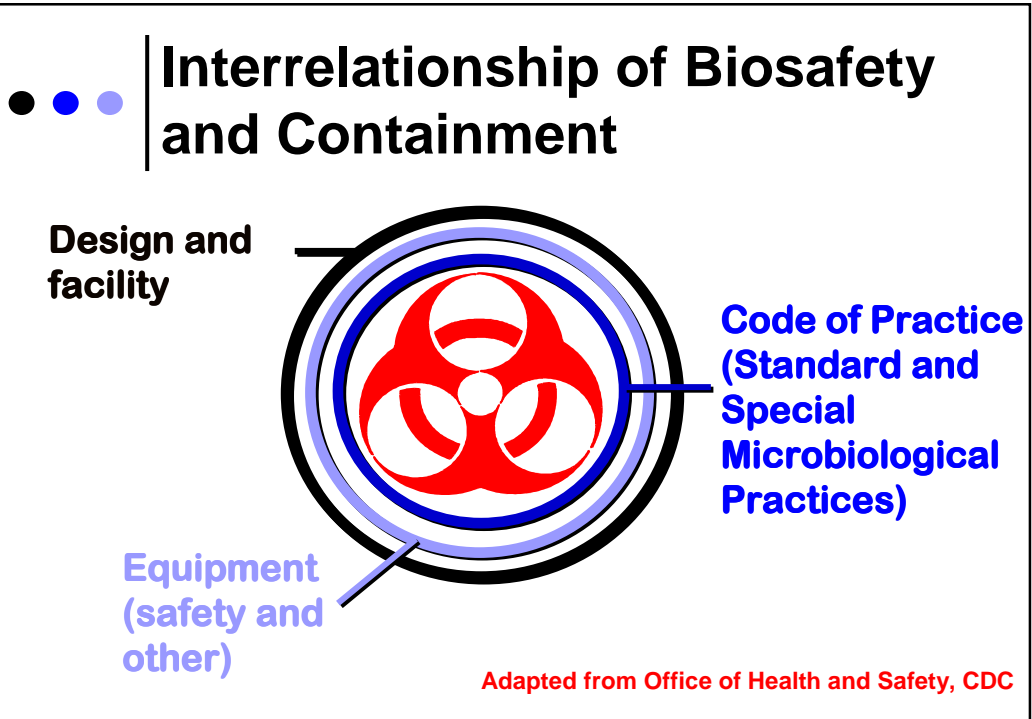 Interrelationship of Biosafety
and Containment
Design and
facility
Code of Practice
(Standard and
Special
Microbiological
Practices)
Equipment
(safety and
other)
Adapted from Office of Health and Safety, CDC